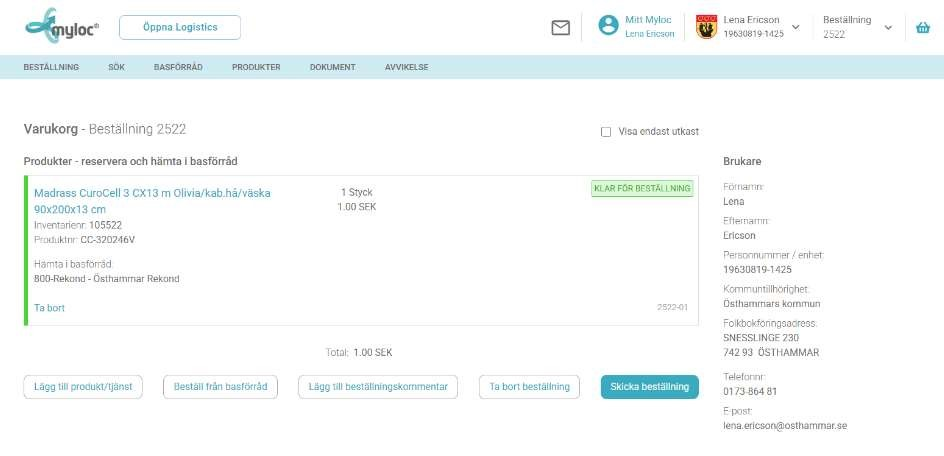 myloc®
Öppna Logistics
Mitt Myloc
Lena Ericson
Lena Ericson
19630819-1425
Beställning
2522
BESTÄLLNING SÖK BASFÖRRÅD PRODUKTER DOKUMENT AVVIKELSE
Varukorg - Beställning 2522
Visa endast utkast
Produkter - reservera och hämta i basförråd
Madrass CuroCell 3 CX13 m Olivia/kab.hå/väska
90x200x13 cm
1 Styck
1.00 SEK
KLAR FÖR BESTÄLLNING
Inventarienr: 105522
Produktnr: CC-320246V
Hämta i basförråd:
800-Rekond - Östhammar Rekond
Ta bort
2522-01
Total: 1.00 SEK
Lägg till produkt/tjänst
Beställ från basförråd
Lägg till beställningskommentar
Ta bort beställning
Skicka beställning
Brukare
Förnamn:
Lena
Efternamn:
Ericson
Personnummer / enhet:
19630819-1425
Kommuntillhörighet:
Östhammars kommun
Folkbokföringsadress:
SNESSLINGE 230
742 93 ÖSTHAMMAR
Telefonnr:
0173-864 81
E-post:
lena.ericson@osthammar.se